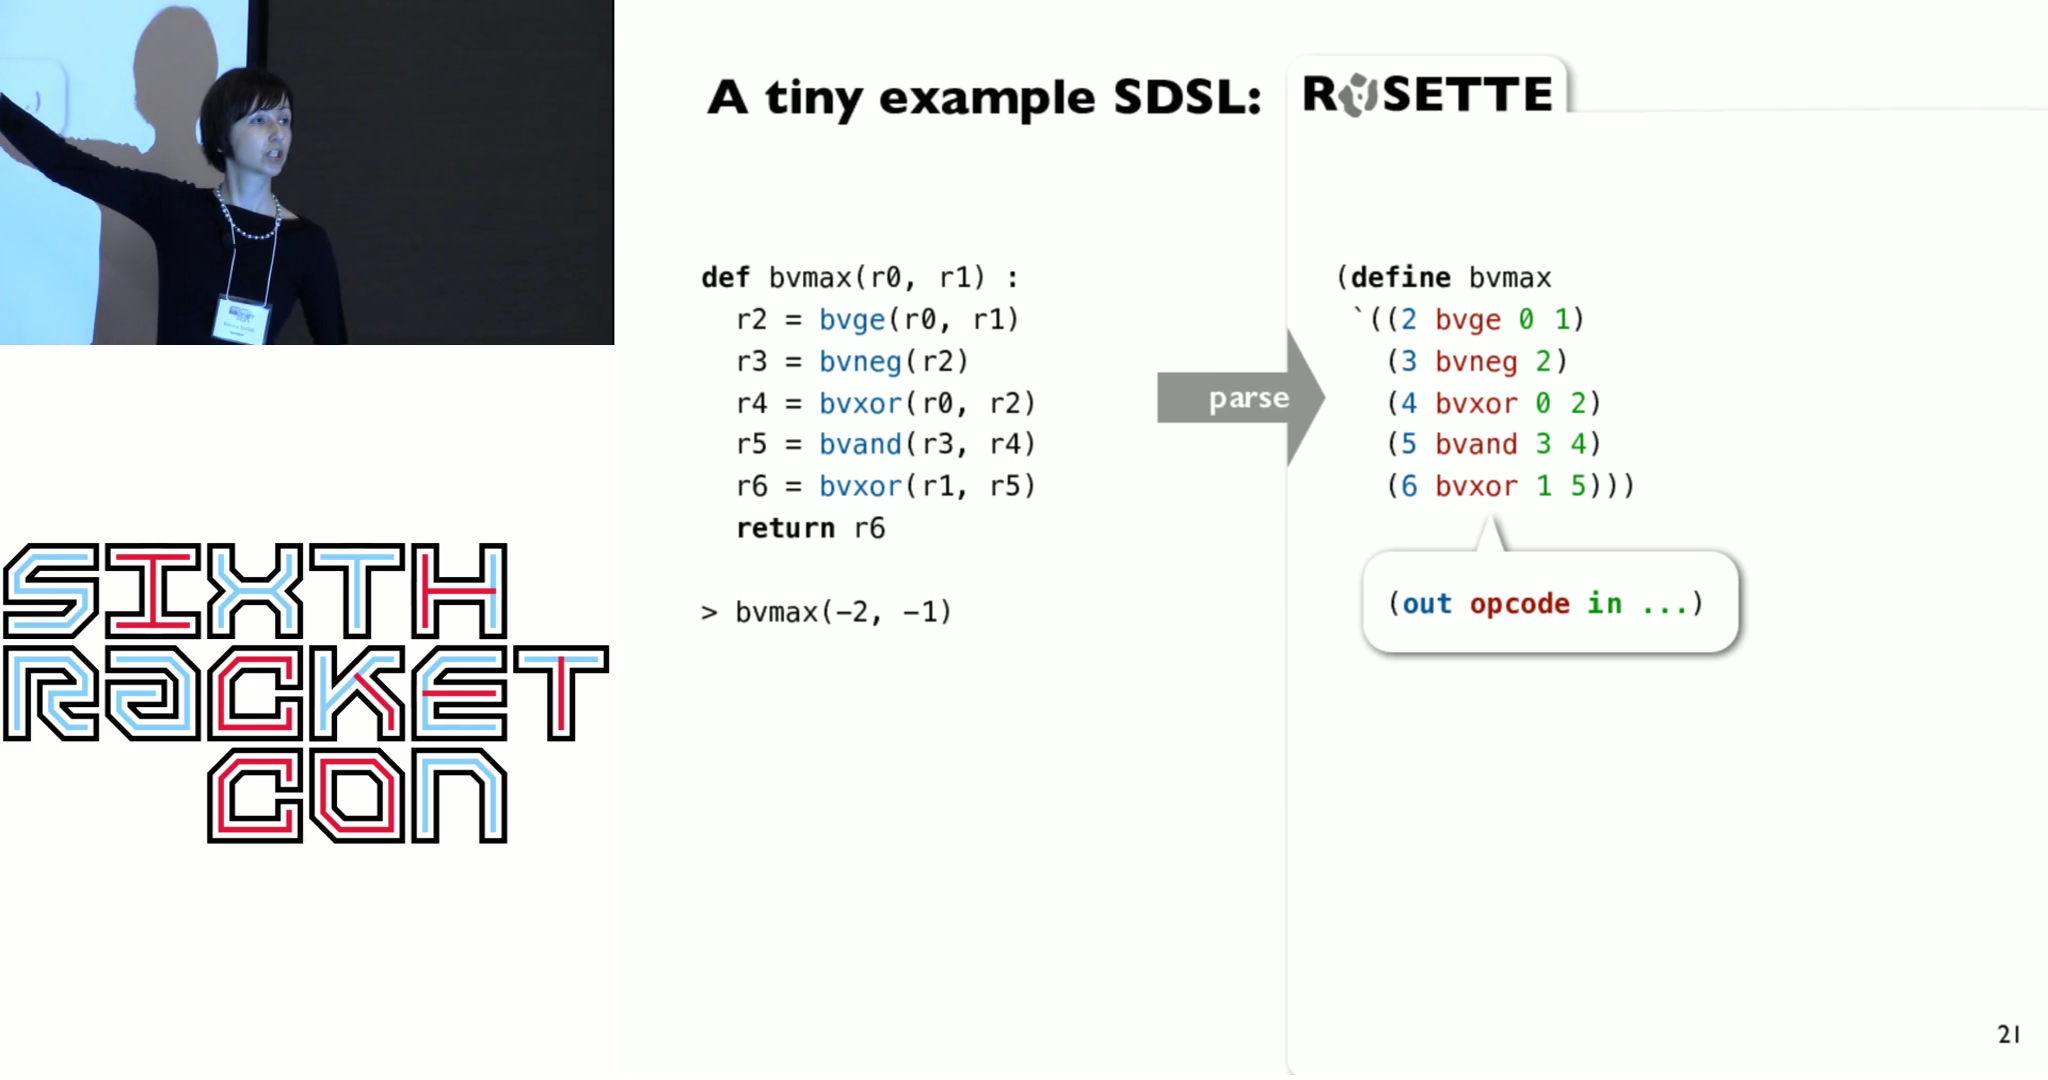 A tiny example SDSL: ROSETTE
def bvmax(r0, r1) :
r2 = bvge(r0, r1)
r3 = bvneg(r2)
r4 = bvxor(r0, r2)
r5 = bvand(r3, r4)
r6 = bvxor(r1, r5)
return r6
> bvmax(−2, −1)
parse
(define bvmax
`((2 bvge 0 1)
(3 bvneg 2)
(4 bvxor 0 2)
(5 bvand 3 4)
(6 bvxor 1 5)))
(out opcode in ...)
SIXTH
RACKET
CON
21